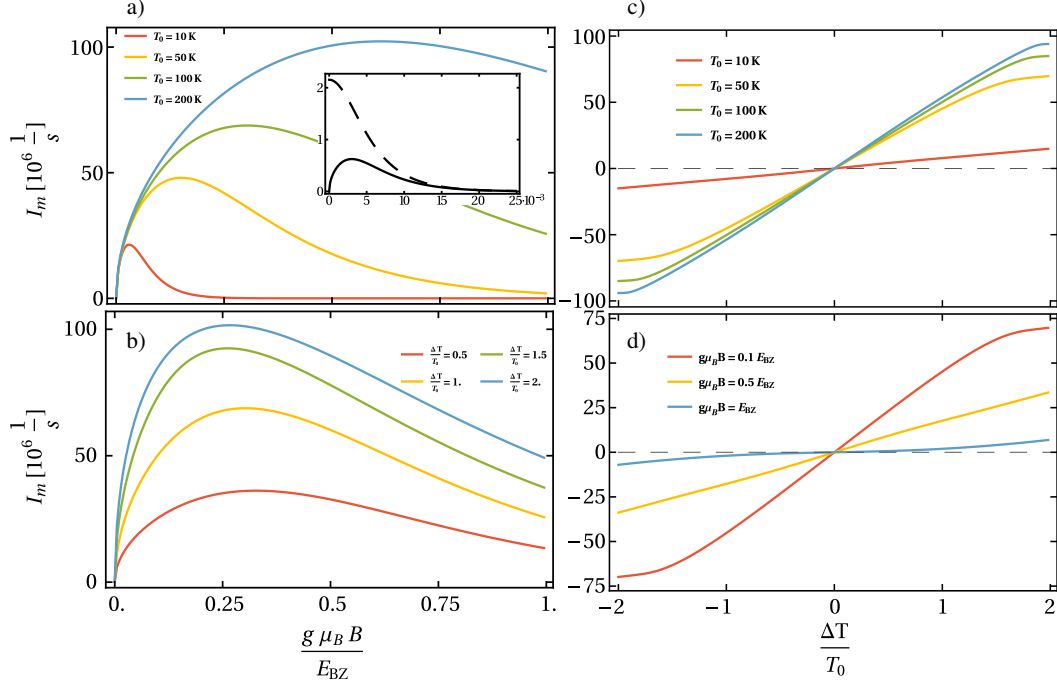 a)
T₀ = 10 K
T₀ = 50 K
T₀ = 100 K
T₀ = 200 K
I_m [10⁶ 1/s]
100
50
0
2
1
0
0 5 10 15 20 25·10⁻³
b)
ΔT/T₀ = 0.5
ΔT/T₀ = 1.5
ΔT/T₀ = 1.
ΔT/T₀ = 2.
I_m [10⁶ 1/s]
100
50
0
0. 0.25 0.5 0.75 1.
g μ_B B / E_BZ
c)
T₀ = 10 K
T₀ = 50 K
T₀ = 100 K
T₀ = 200 K
100
50
0
−50
−100
d)
gμ_B B = 0.1 E_BZ
gμ_B B = 0.5 E_BZ
gμ_B B = E_BZ
75
50
25
0
−25
−50
−75
−2 −1 0 1 2
ΔT/T₀